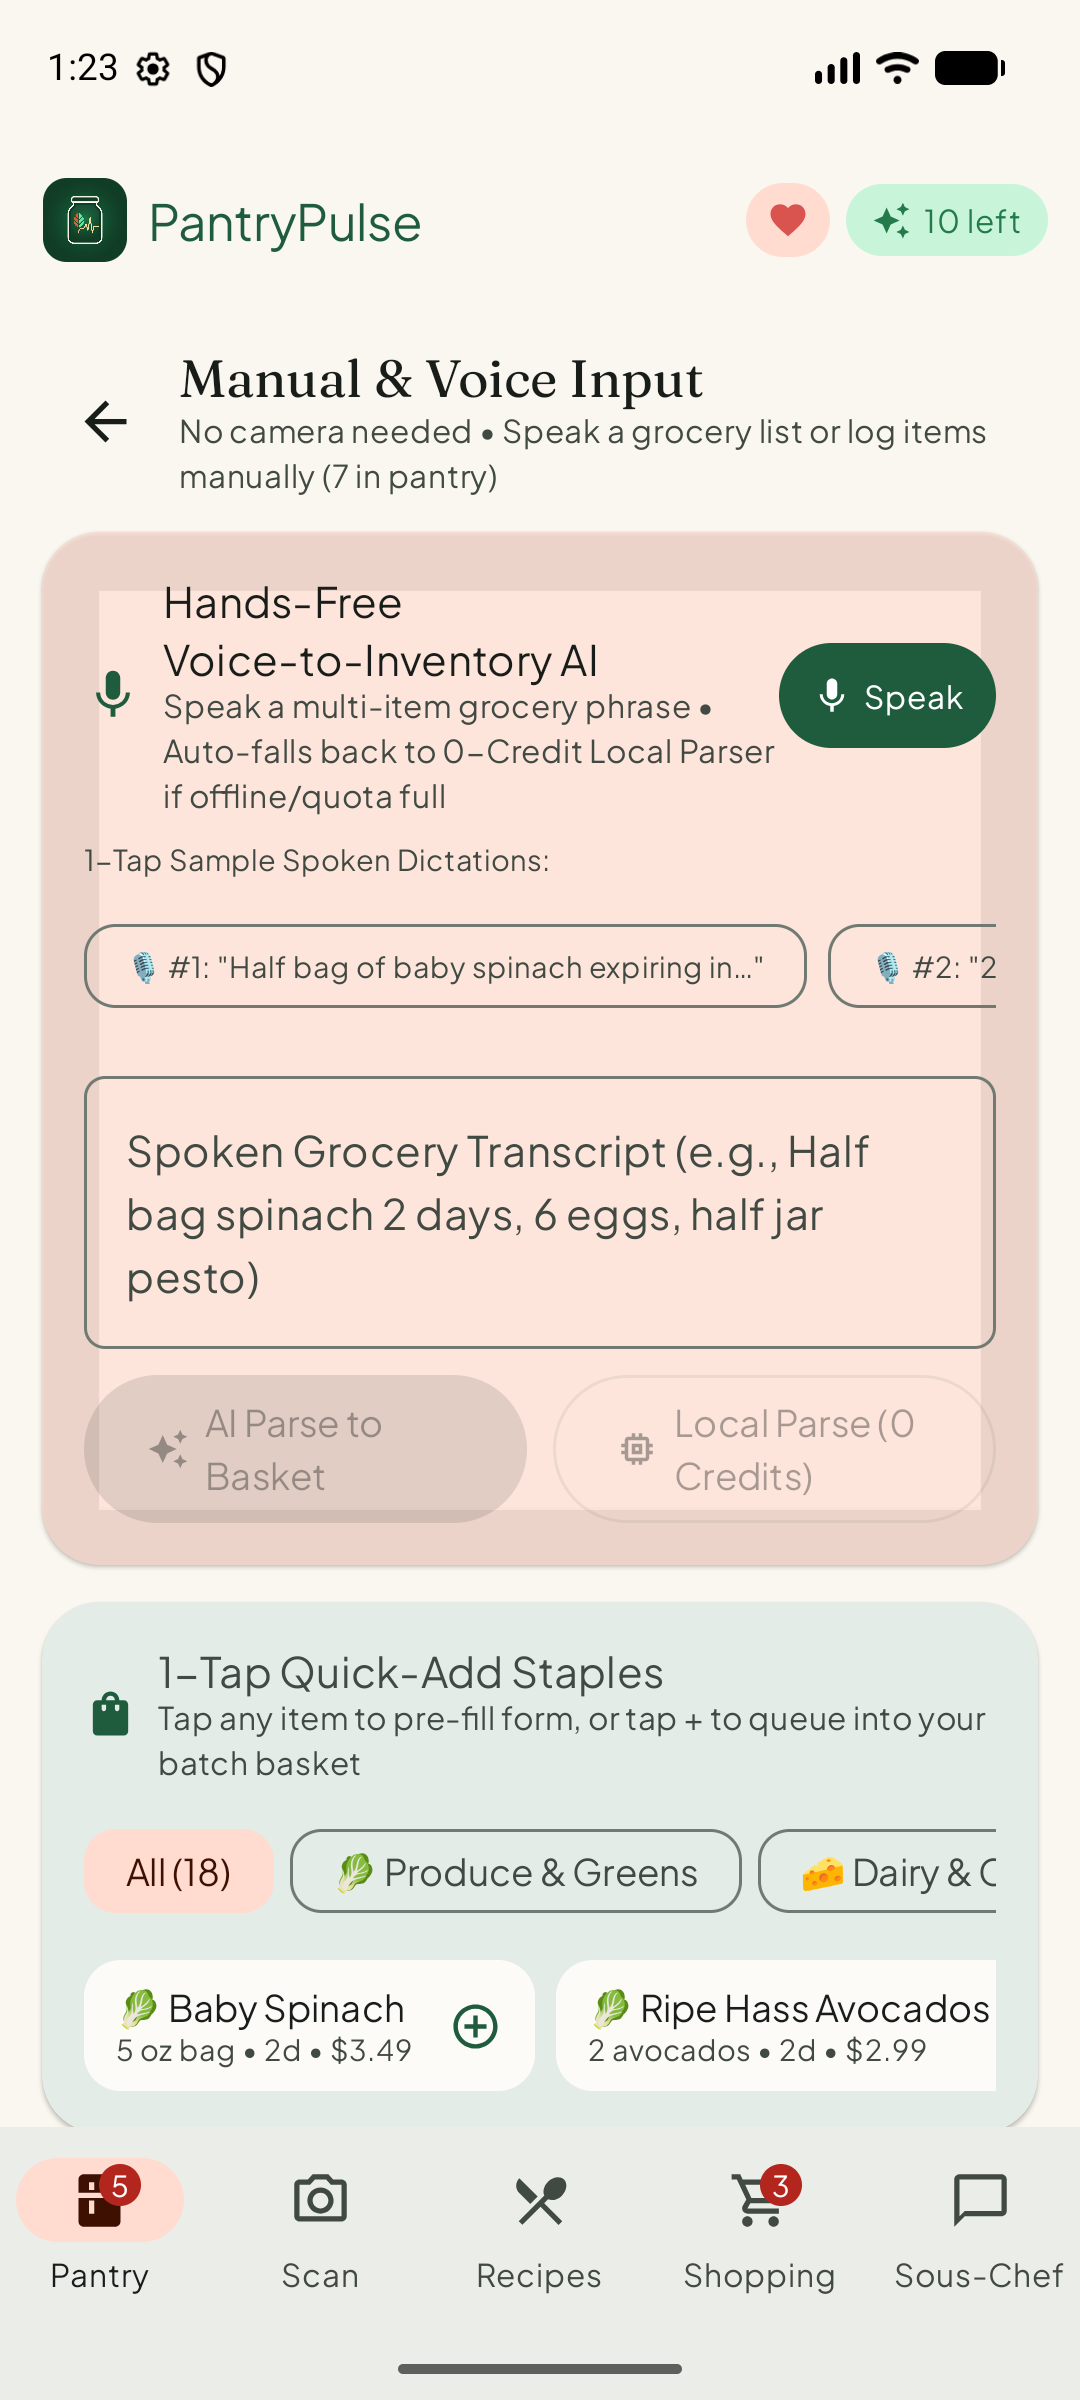 1:23
PantryPulse
10 left
Manual & Voice Input
No camera needed • Speak a grocery list or log items
manually (7 in pantry)
Hands-Free
Voice-to-Inventory AI
Speak a multi-item grocery phrase •
Auto-falls back to 0-Credit Local Parser
if offline/quota full
Speak
1-Tap Sample Spoken Dictations:
#1: "Half bag of baby spinach expiring in..."
#2: "2
Spoken Grocery Transcript (e.g., Half
bag spinach 2 days, 6 eggs, half jar
pesto)
AI Parse to
Basket
Local Parse (0
Credits)
1-Tap Quick-Add Staples
Tap any item to pre-fill form, or tap + to queue into your
batch basket
All (18)
Produce & Greens
Dairy &
Baby Spinach
5 oz bag • 2d • $3.49
Ripe Hass Avocados
2 avocados • 2d • $2.99
5
3
Pantry
Scan
Recipes
Shopping
Sous-Chef